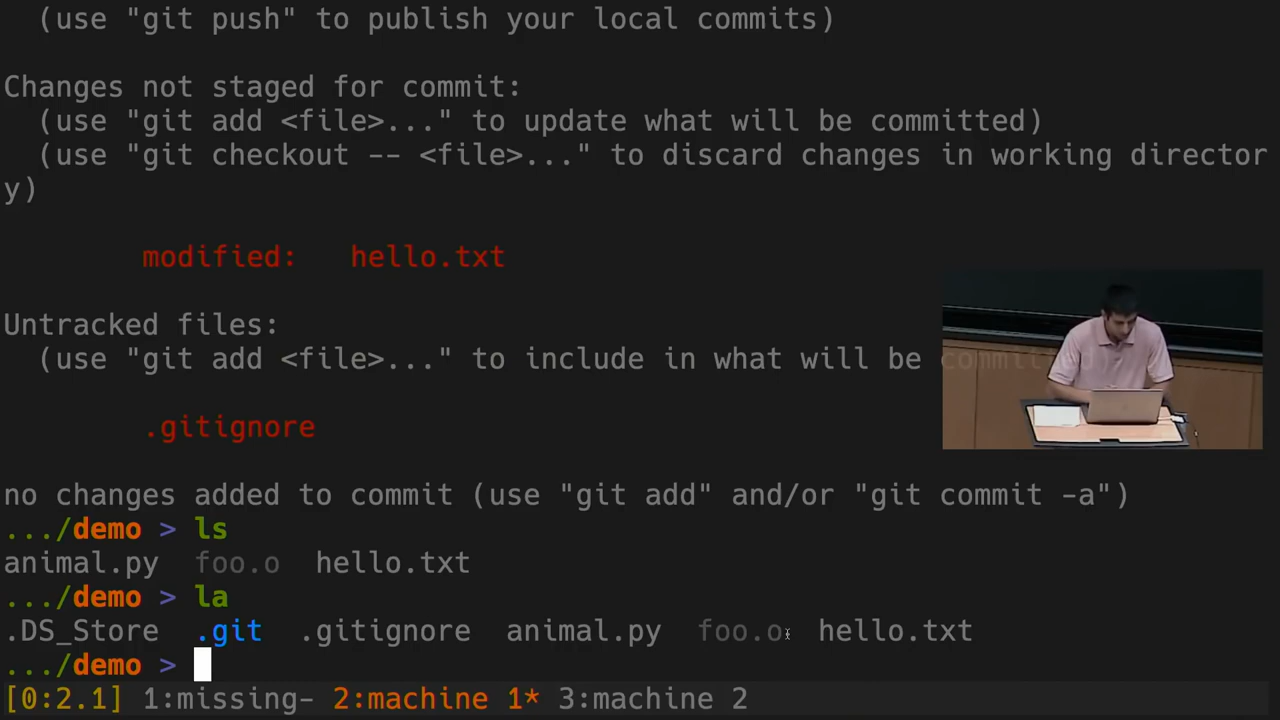 (use "git push" to publish your local commits)
Changes not staged for commit:
(use "git add <file>..." to update what will be committed)
(use "git checkout -- <file>..." to discard changes in working director
y)
modified: hello.txt
Untracked files:
(use "git add <file>..." to include in what will be committed)
.gitignore
no changes added to commit (use "git add" and/or "git commit -a")
.../demo > ls
animal.py foo.o hello.txt
.../demo > la
.DS_Store .git .gitignore animal.py foo.o hello.txt
.../demo >
[0:2.1] 1:missing- 2:machine 1* 3:machine 2